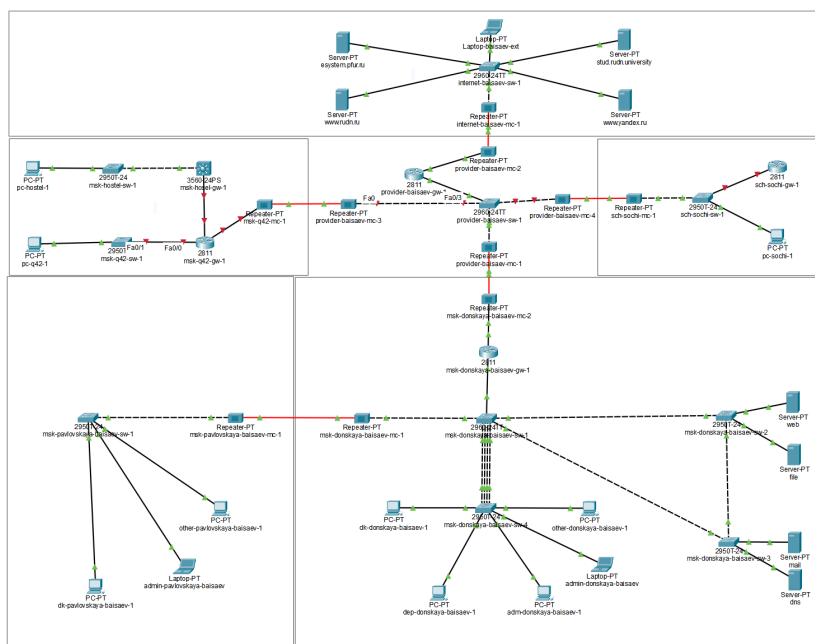 Laptop-PT
Laptop-baisaev-ext
Server-PT
esystem.pfur.ru
Server-PT
stud.rudn.university
2960-24TT
internet-baisaev-sw-1
Server-PT
www.rudn.ru
Repeater-PT
internet-baisaev-mc-1
Server-PT
www.yandex.ru
PC-PT
pc-hostel-1
2950T-24
msk-hostel-sw-1
3560-24PS
msk-hostel-gw-1
Repeater-PT
provider-baisaev-mc-2
2811
provider-baisaev-gw-1
2811
sch-sochi-gw-1
Fa0
Fa0/3
Repeater-PT
msk-q42-mc-1
Repeater-PT
provider-baisaev-mc-3
2960-24TT
provider-baisaev-sw-1
Repeater-PT
provider-baisaev-mc-4
Repeater-PT
sch-sochi-mc-1
2950T-24
sch-sochi-sw-1
PC-PT
pc-q42-1
Fa0/1
2950T
msk-q42-sw-1
Fa0/0
2811
msk-q42-gw-1
Repeater-PT
provider-baisaev-mc-1
PC-PT
pc-sochi-1
Repeater-PT
msk-donskaya-baisaev-mc-2
2811
msk-donskaya-baisaev-gw-1
2950T-24
msk-pavlovskaya-baisaev-sw-1
Repeater-PT
msk-pavlovskaya-baisaev-mc-1
Repeater-PT
msk-donskaya-baisaev-mc-1
2960-24TT
msk-donskaya-baisaev-sw-1
2950T-24
msk-donskaya-baisaev-sw-2
Server-PT
web
Server-PT
file
PC-PT
other-pavlovskaya-baisaev-1
Laptop-PT
admin-pavlovskaya-baisaev
PC-PT
dk-pavlovskaya-baisaev-1
PC-PT
dk-donskaya-baisaev-1
2950T-24
msk-donskaya-baisaev-sw-4
PC-PT
other-donskaya-baisaev-1
Laptop-PT
admin-donskaya-baisaev
PC-PT
dep-donskaya-baisaev-1
PC-PT
adm-donskaya-baisaev-1
2950T-24
msk-donskaya-baisaev-sw-3
Server-PT
mail
Server-PT
dns